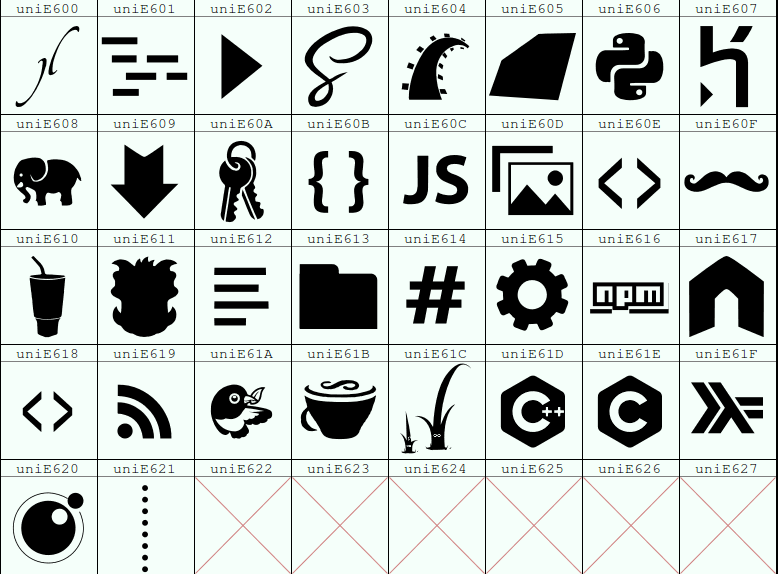 uniE600 uniE601 uniE602 uniE603 uniE604 uniE605 uniE606 uniE607
uniE608 uniE609 uniE60A uniE60B uniE60C uniE60D uniE60E uniE60F
{ } JS < >
uniE610 uniE611 uniE612 uniE613 uniE614 uniE615 uniE616 uniE617
# npm
uniE618 uniE619 uniE61A uniE61B uniE61C uniE61D uniE61E uniE61F
< > C++ C
uniE620 uniE621 uniE622 uniE623 uniE624 uniE625 uniE626 uniE627